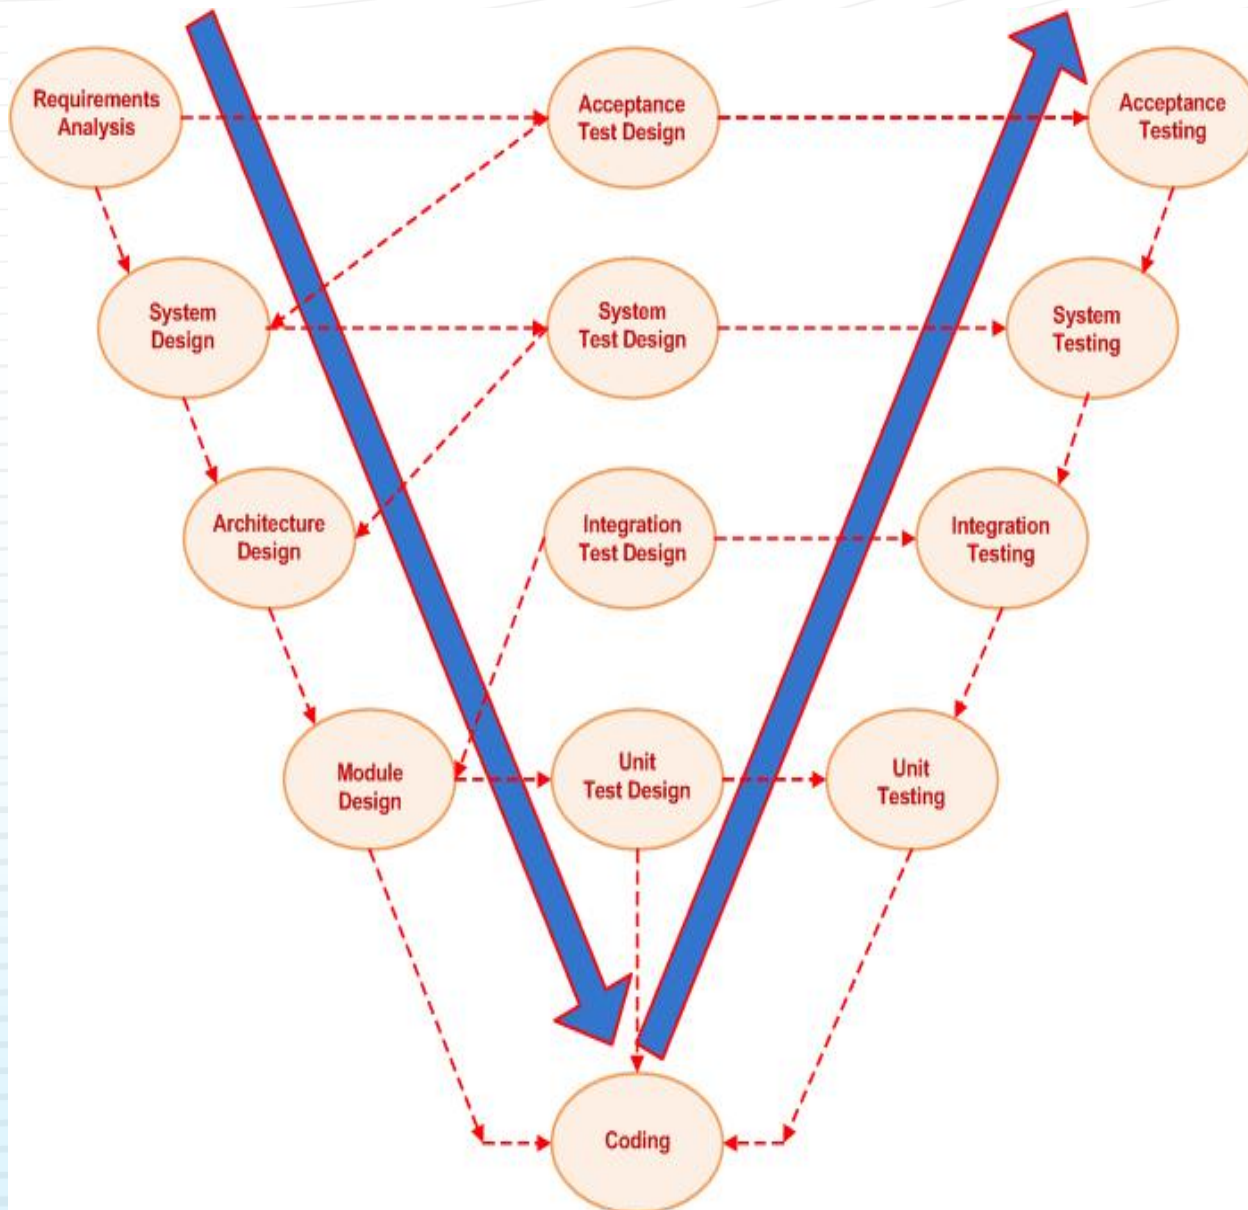 Requirements
Analysis
Acceptance
Test Design
Acceptance
Testing
System
Design
System
Test Design
System
Testing
Architecture
Design
Integration
Test Design
Integration
Testing
Module
Design
Unit
Test Design
Unit
Testing
Coding